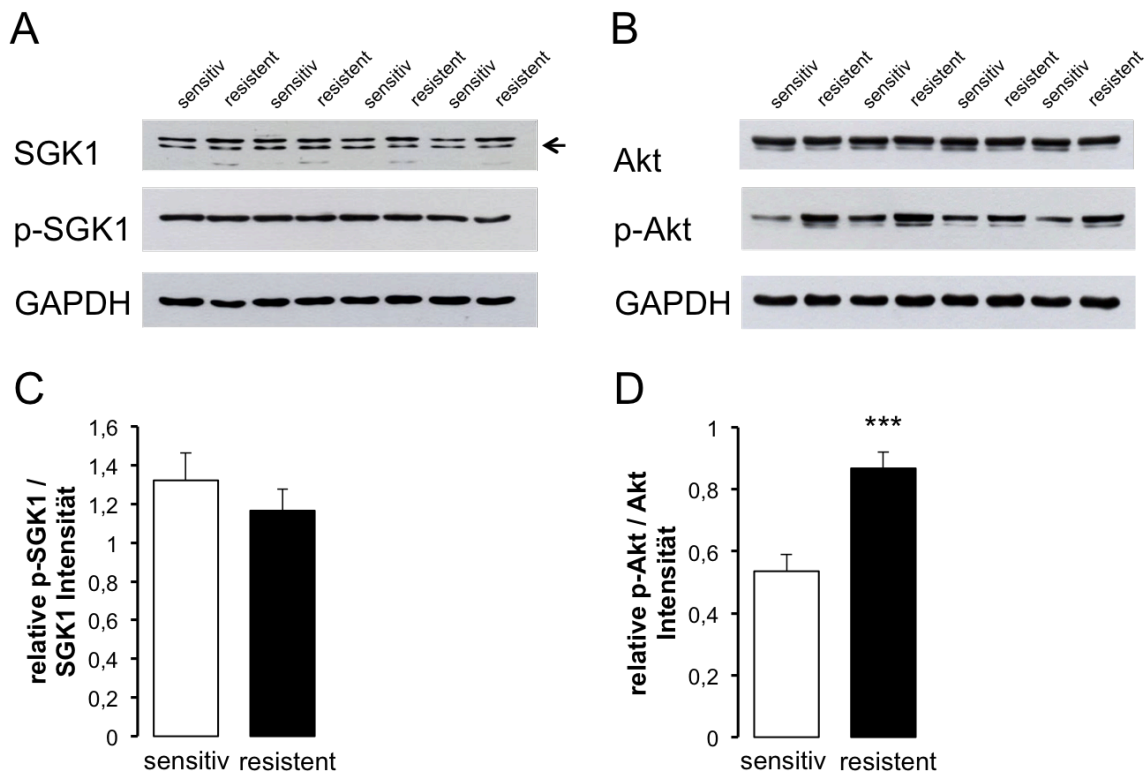 A
sensitiv resistent sensitiv resistent sensitiv resistent sensitiv resistent
SGK1
p-SGK1
GAPDH
B
sensitiv resistent sensitiv resistent sensitiv resistent sensitiv resistent
Akt
p-Akt
GAPDH
C
relative p-SGK1 /
SGK1 Intensität
1,6
1,4
1,2
1
0,8
0,6
0,4
0,2
0
sensitiv resistent
D
relative p-Akt / Akt
Intensität
1
0,8
0,6
0,4
0,2
0
***
sensitiv resistent